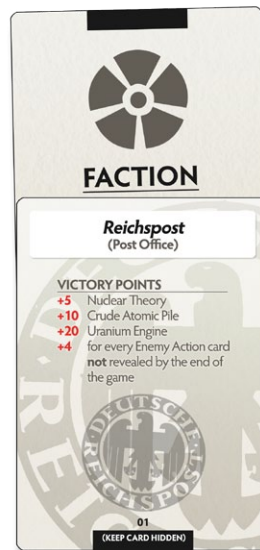 FACTION
Reichspost
(Post Office)
VICTORY POINTS
+5 Nuclear Theory
+10 Crude Atomic Pile
+20 Uranium Engine
+4 for every Enemy Action card
not revealed by the end of
the game
DEUTSCHE
REICHSPOST
01
(KEEP CARD HIDDEN)